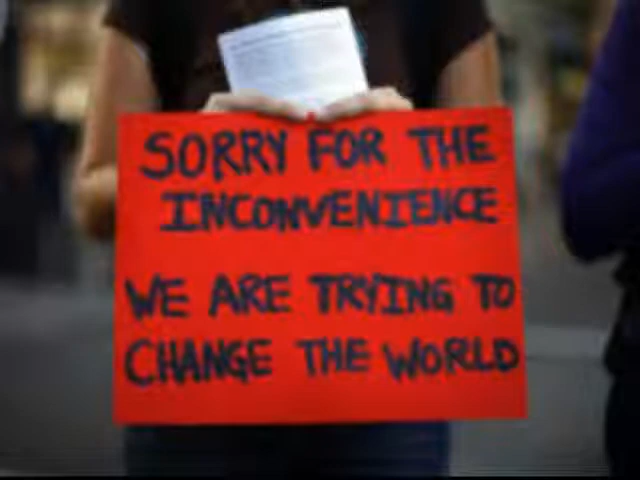 SORRY FOR THE
INCONVENIENCE
WE ARE TRYING TO
CHANGE THE WORLD